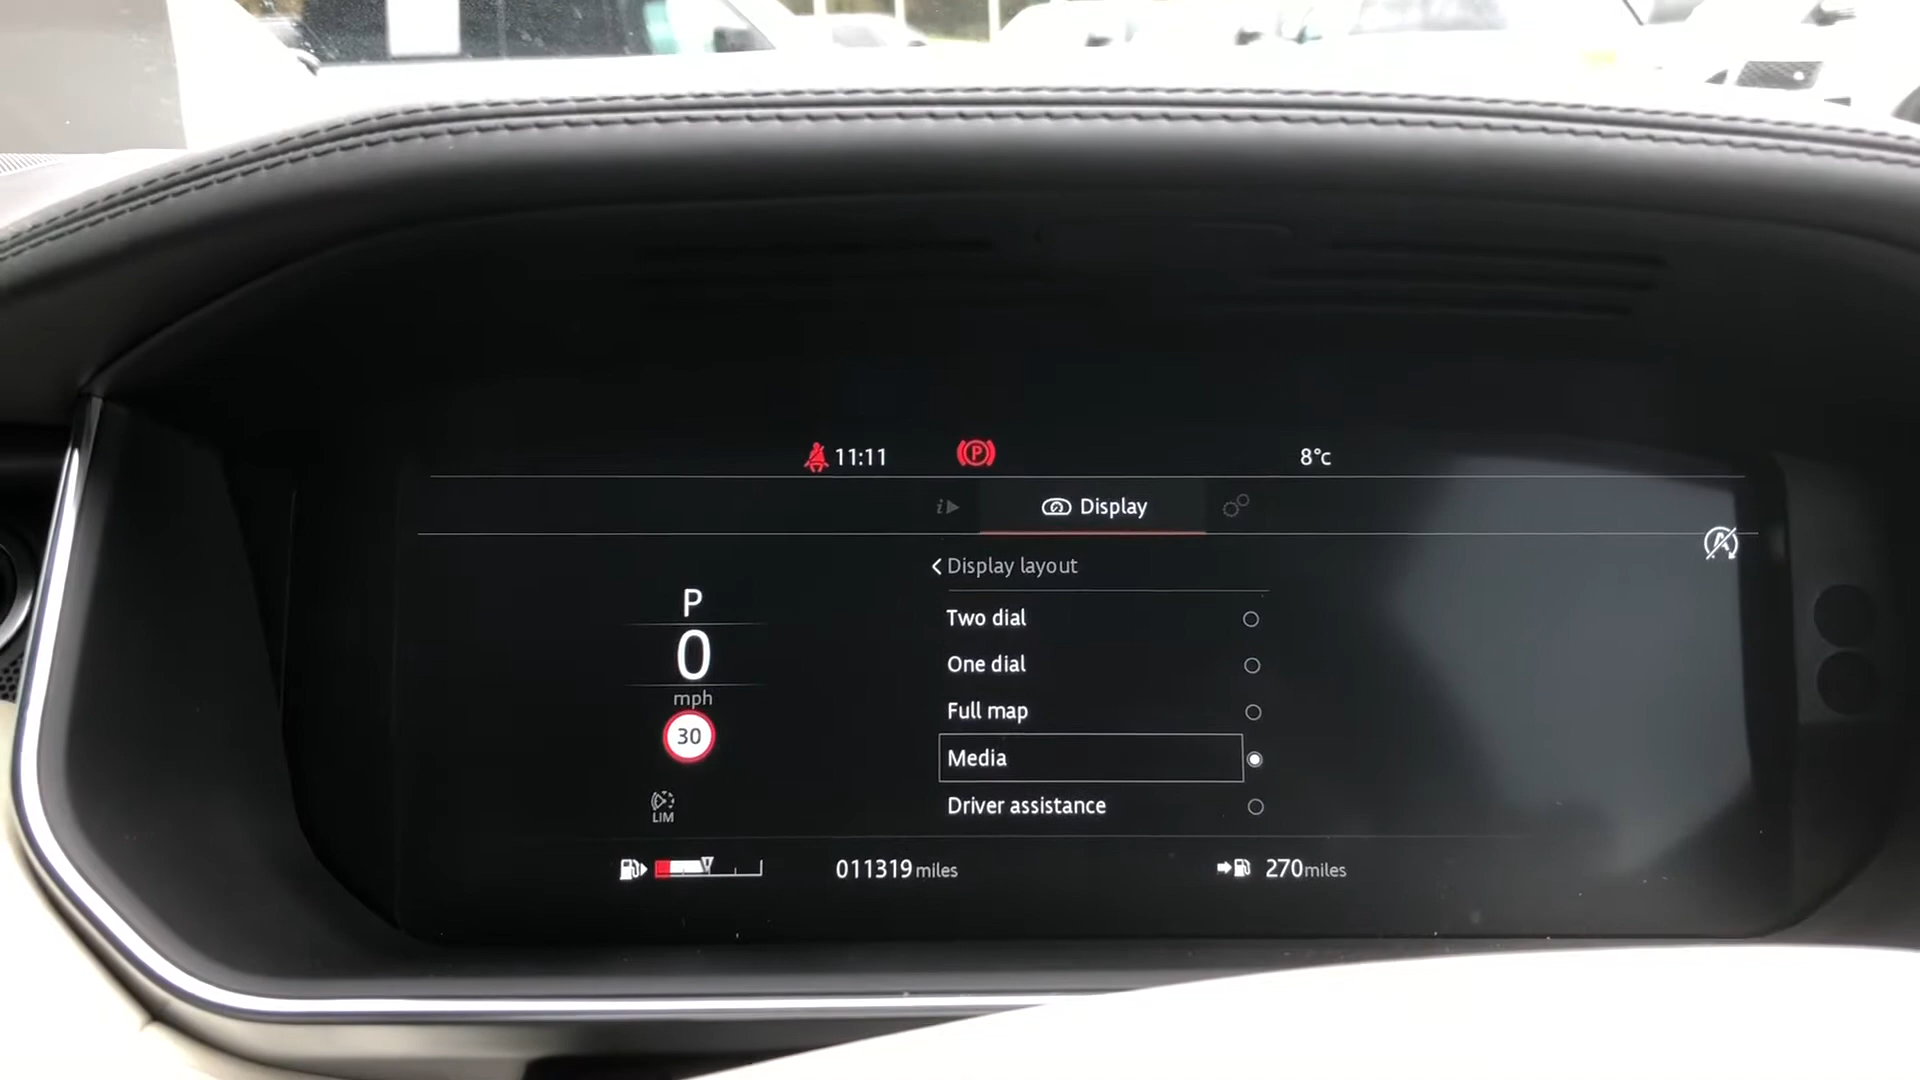 11:11
P
8°c
i
Display
A
Display layout
P
0
mph
30
LIM
Two dial
One dial
Full map
Media
Driver assistance
011319 miles
270 miles